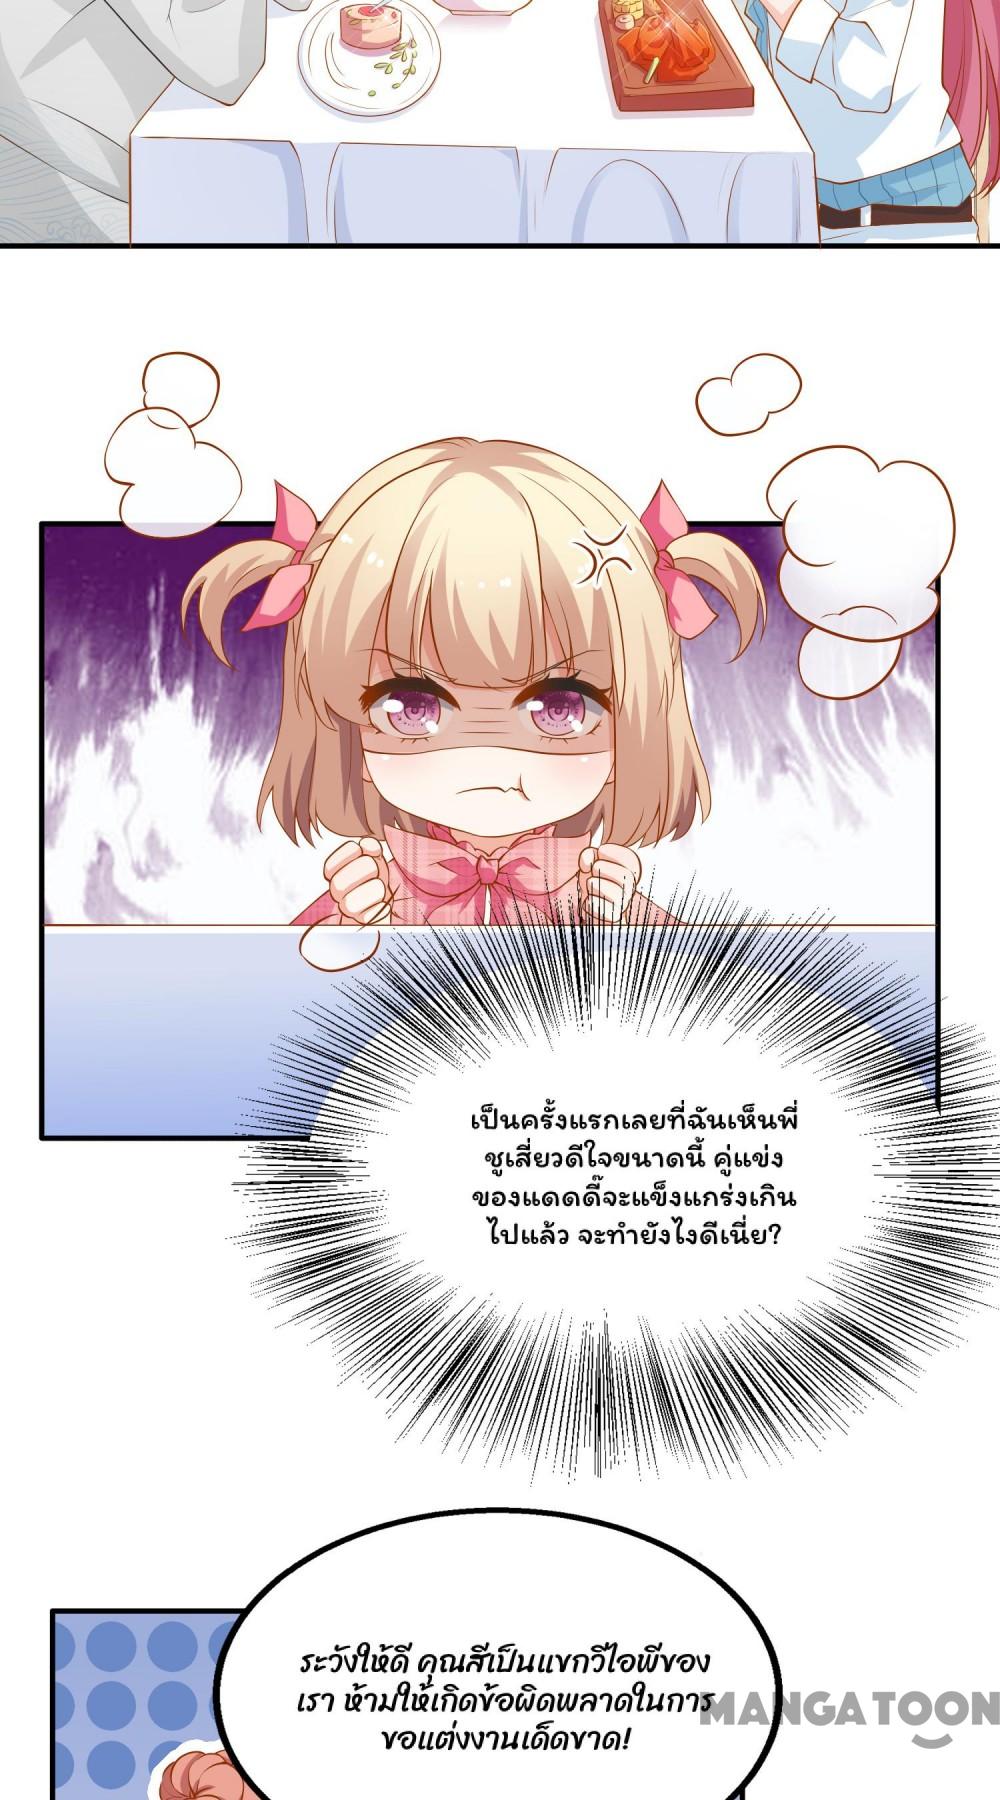 เป็นครั้งแรกเลยที่ฉันเห็นพี่
ชูเสี่ยวดีใจขนาดนี้ คู่แข่ง
ของแดดดี๊จะแข็งแกร่งเกิน
ไปแล้ว จะทำยังไงดีเนี่ย?
ระวังให้ดี คุณสีเป็นแขกวีไอพีของ
เรา ห้ามให้เกิดข้อผิดพลาดในการ
ขอแต่งงานเด็ดขาด!
MANGATOON